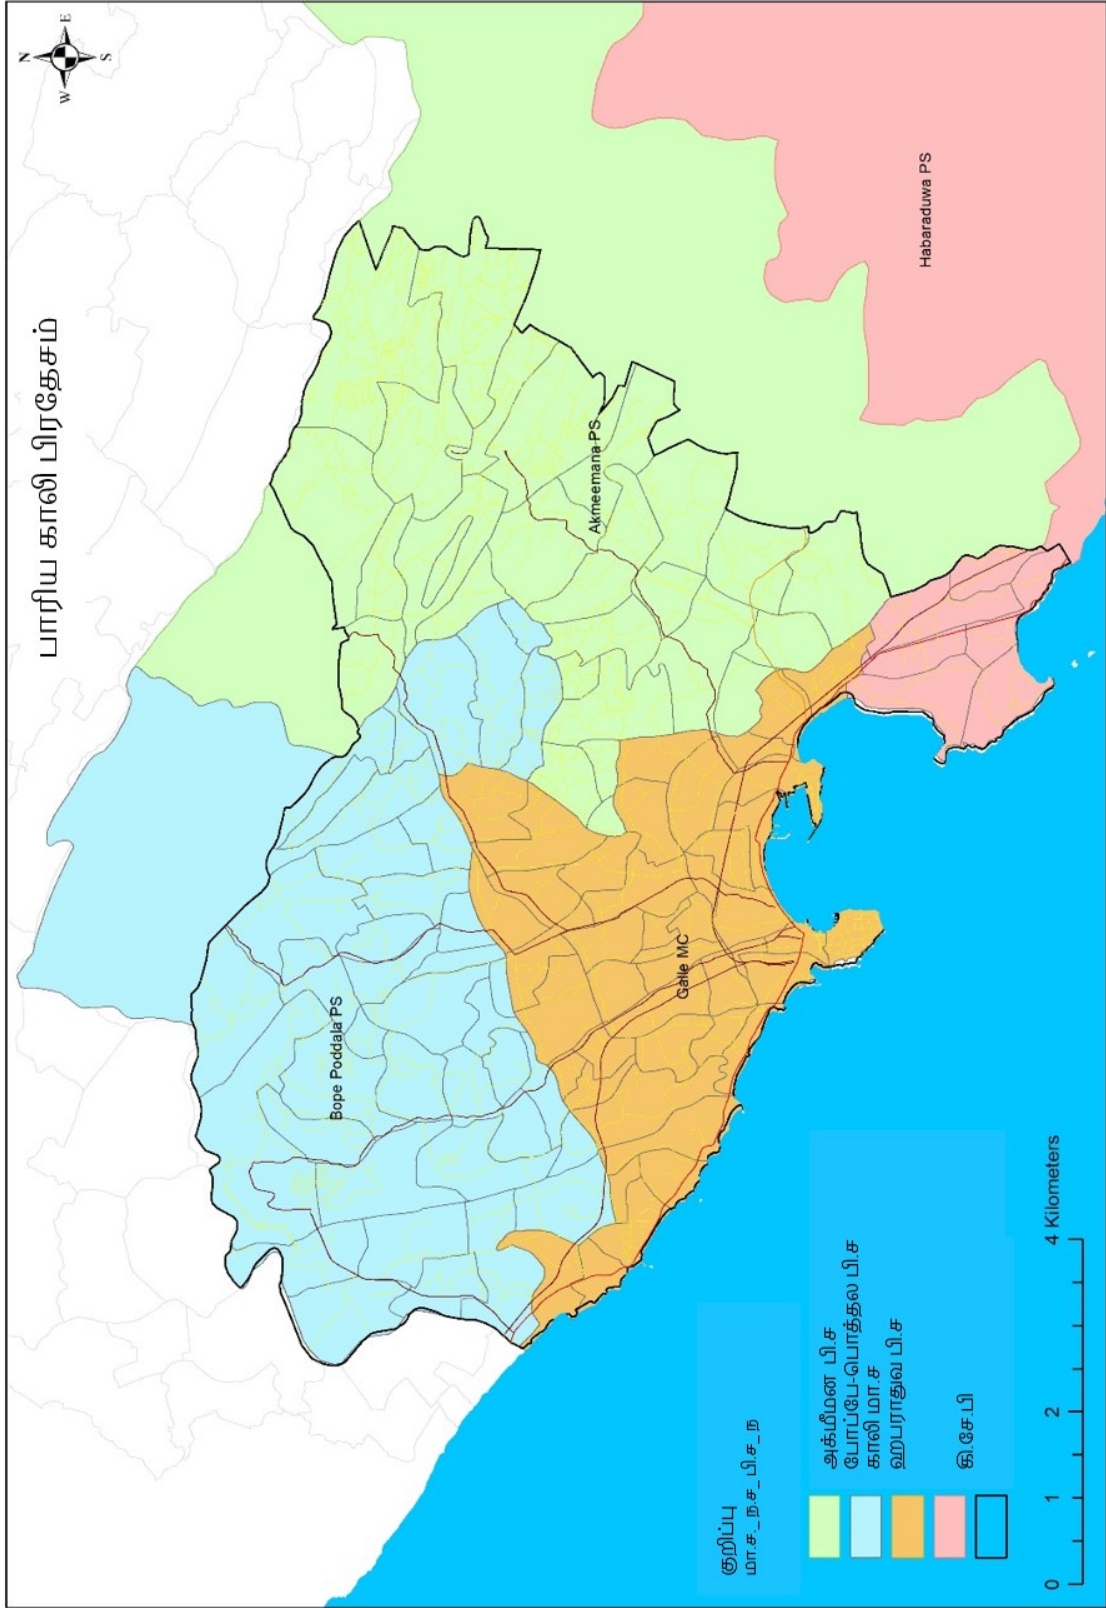 பாரிய காலி பிரதேசம்
N
E
W
S
Bope Poddala PS
Akmeemana PS
Galle MC
Habaraduwa PS
குறிப்பு
மா.ச._ந.ச_பி.ச_ந
அக்மீமன பி.ச
போப்பே-பொத்தல பி.ச
காலி மா.ச
ஹபராதுவ பி.ச
இ.சே.பி
0 1 2 4 Kilometers